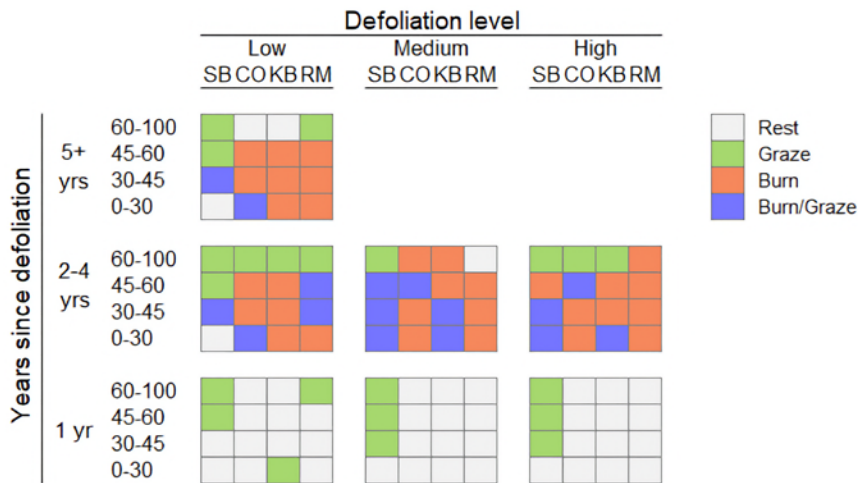 Defoliation level
Low Medium High
SB CO KB RM SB CO KB RM SB CO KB RM
Years since defoliation
5+ yrs
60-100
45-60
30-45
0-30
2-4 yrs
60-100
45-60
30-45
0-30
1 yr
60-100
45-60
30-45
0-30
Rest
Graze
Burn
Burn/Graze